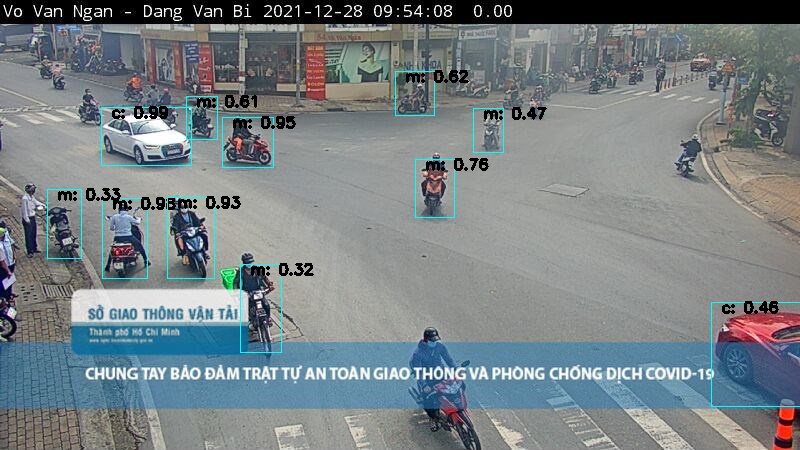 Vo Van Ngan - Dang Van Bi 2021-12-28 09:54:08  0.00
m: 0.62
c: 0.99
m: 0.61
m: 0.95
m: 0.47
m: 0.76
m: 0.33
m: 0.93
m: 0.32
c: 0.46
SỞ GIAO THÔNG VẬN TẢI
Thành phố Hồ Chí Minh
CHUNG TAY BẢO ĐẢM TRẬT TỰ AN TOÀN GIAO THÔNG VÀ PHÒNG CHỐNG DỊCH COVID-19